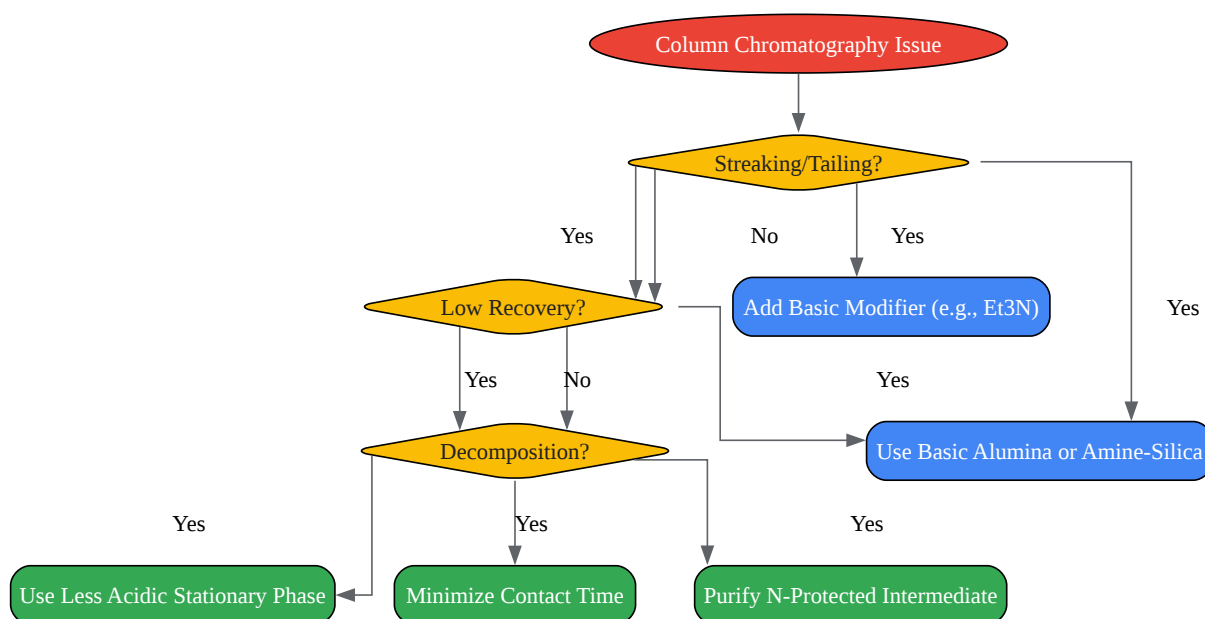 Column Chromatography Issue
Streaking/Tailing?
Yes
No
Yes
Low Recovery?
Add Basic Modifier (e.g., Et3N)
Yes
Yes
No
Yes
Decomposition?
Use Basic Alumina or Amine-Silica
Yes
Yes
Yes
Use Less Acidic Stationary Phase
Minimize Contact Time
Purify N-Protected Intermediate